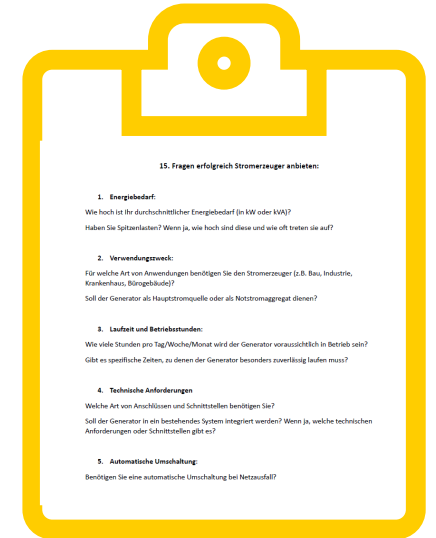 15. Fragen erfolgreich Stromerzeuger anbieten:
1. Energiebedarf:
Wie hoch ist Ihr durchschnittlicher Energiebedarf (in kW oder kVA)?
Haben Sie Spitzenlasten? Wenn ja, wie hoch sind diese und wie oft treten sie auf?
2. Verwendungszweck:
Für welche Art von Anwendungen benötigen Sie den Stromerzeuger (z.B. Bau, Industrie,
Krankenhaus, Bürogebäude)?
Soll der Generator als Hauptstromquelle oder als Notstromaggregat dienen?
3. Laufzeit und Betriebsstunden:
Wie viele Stunden pro Tag/Woche/Monat wird der Generator voraussichtlich in Betrieb sein?
Gibt es spezifische Zeiten, zu denen der Generator besonders zuverlässig laufen muss?
4. Technische Anforderungen
Welche Art von Anschlüssen und Schnittstellen benötigen Sie?
Soll der Generator in ein bestehendes System integriert werden? Wenn ja, welche technischen
Anforderungen oder Schnittstellen gibt es?
5. Automatische Umschaltung:
Benötigen Sie eine automatische Umschaltung bei Netzausfall?